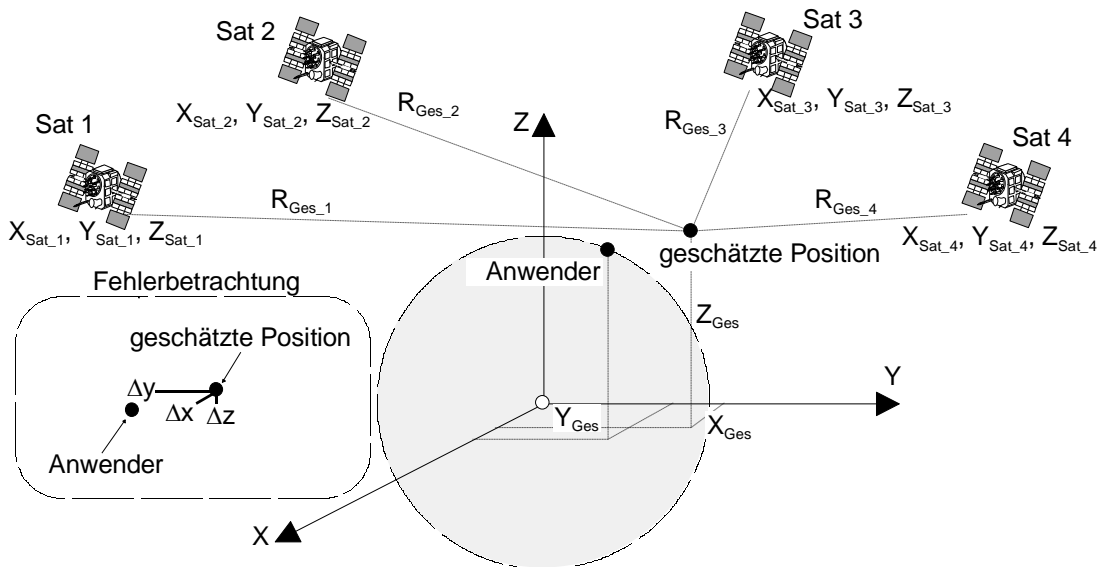 Sat 3
Sat 2
X_Sat_2, Y_Sat_2, Z_Sat_2
R_Ges_2
X_Sat_3, Y_Sat_3, Z_Sat_3
Sat 1
Z
R_Ges_3
Sat 4
R_Ges_1
R_Ges_4
X_Sat_1, Y_Sat_1, Z_Sat_1
X_Sat_4, Y_Sat_4, Z_Sat_4
geschätzte Position
Anwender
Fehlerbetrachtung
Z_Ges
geschätzte Position
Δy
Δx
Δz
Anwender
Y
Y_Ges
X_Ges
X